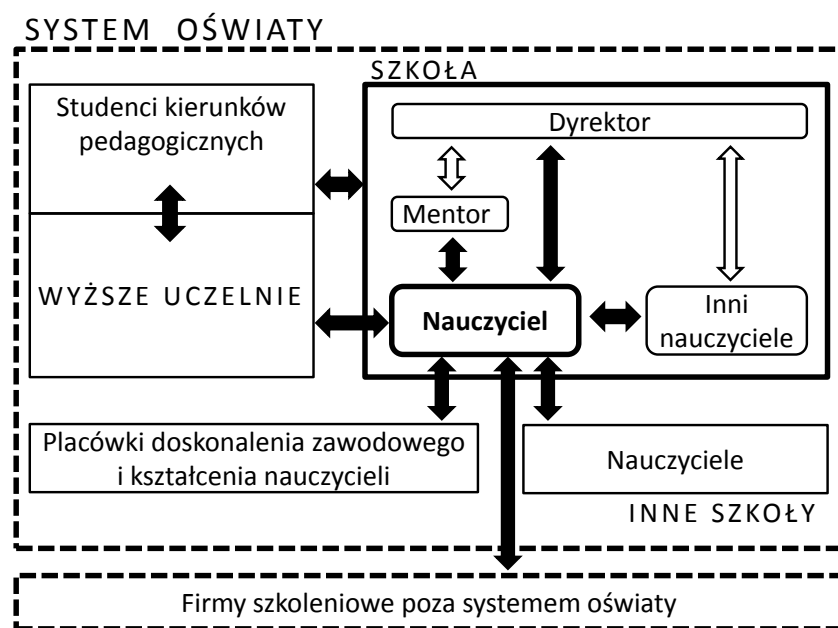 SYSTEM OŚWIATY
SZKOŁA
Studenci kierunków
pedagogicznych
Dyrektor
Mentor
WYŻSZE UCZELNIE
Nauczyciel
Inni
nauczyciele
Placówki doskonalenia zawodowego
i kształcenia nauczycieli
Nauczyciele
INNE SZKOŁY
Firmy szkoleniowe poza systemem oświaty